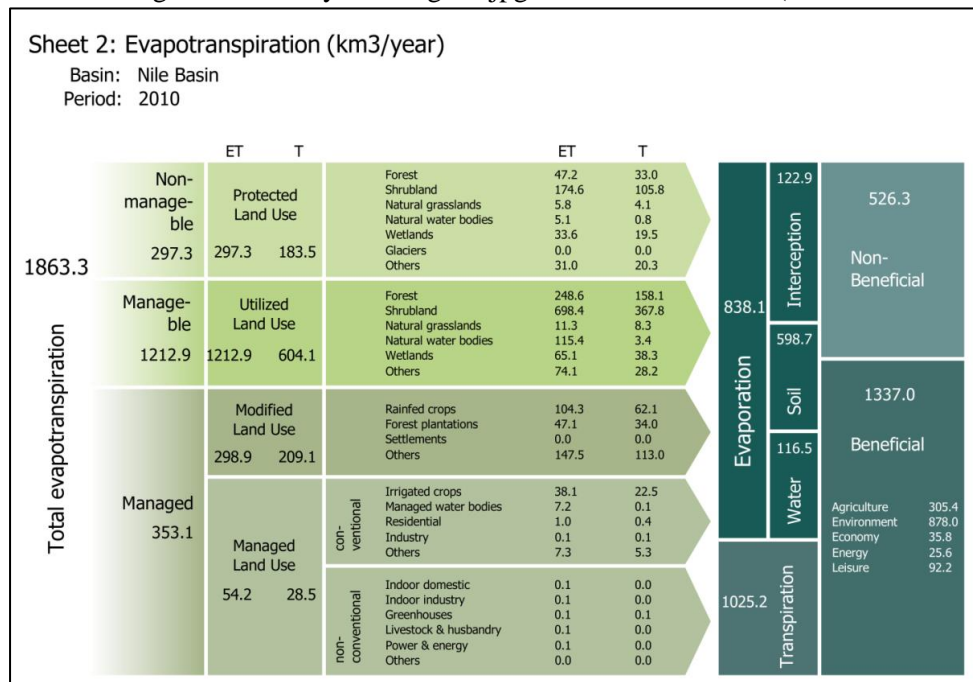 Sheet 2: Evapotranspiration (km3/year)
Basin: Nile Basin
Period: 2010
ET T ET T
Total evapotranspiration
1863.3
Non-
manage-
ble
297.3
Protected
Land Use
297.3 183.5
Forest 47.2 33.0
Shrubland 174.6 105.8
Natural grasslands 5.8 4.1
Natural water bodies 5.1 0.8
Wetlands 33.6 19.5
Glaciers 0.0 0.0
Others 31.0 20.3
Manage-
ble
1212.9
Utilized
Land Use
1212.9 604.1
Forest 248.6 158.1
Shrubland 698.4 367.8
Natural grasslands 11.3 8.3
Natural water bodies 115.4 3.4
Wetlands 65.1 38.3
Others 74.1 28.2
Managed
353.1
Modified
Land Use
298.9 209.1
Rainfed crops 104.3 62.1
Forest plantations 47.1 34.0
Settlements 0.0 0.0
Others 147.5 113.0
Managed
Land Use
54.2 28.5
con-
ventional
Irrigated crops 38.1 22.5
Managed water bodies 7.2 0.1
Residential 1.0 0.4
Industry 0.1 0.1
Others 7.3 5.3
non-
conventional
Indoor domestic 0.1 0.0
Indoor industry 0.1 0.0
Greenhouses 0.1 0.1
Livestock & husbandry 0.1 0.0
Power & energy 0.1 0.0
Others 0.0 0.0
838.1
Evaporation
122.9
Interception
598.7
Soil
116.5
Water
1025.2
Transpiration
526.3
Non-
Beneficial
1337.0
Beneficial
Agriculture 305.4
Environment 878.0
Economy 35.8
Energy 25.6
Leisure 92.2